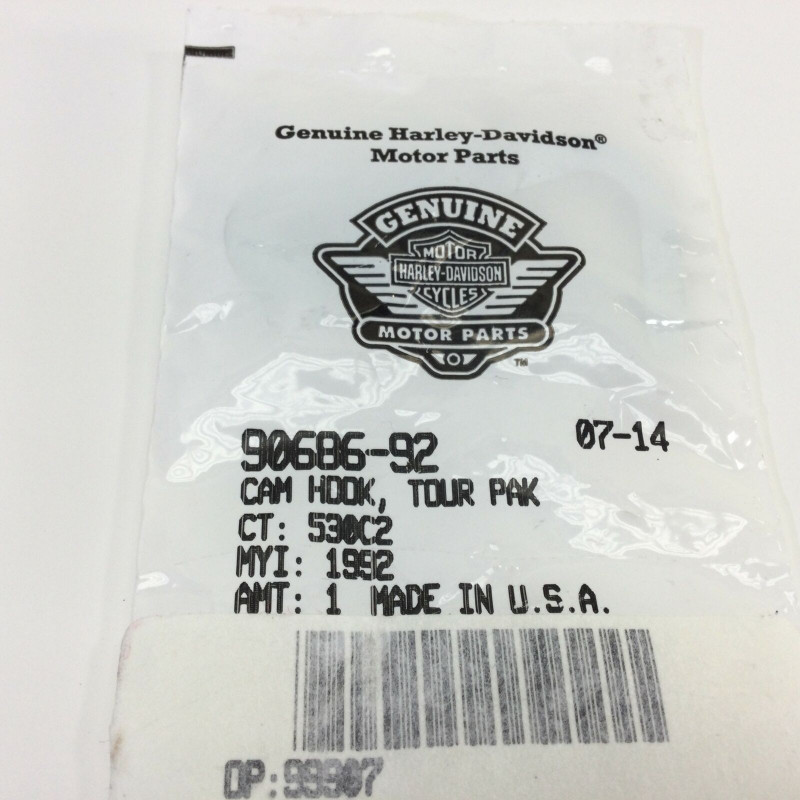 Genuine Harley-Davidson®
Motor Parts
GENUINE
MOTOR
HARLEY-DAVIDSON
CYCLES
MOTOR PARTS
TM
90686-92
07-14
CAM HOOK, TOUR PAK
CT: 530C2
MYI: 1992
AMT: 1 MADE IN U.S.A.
OP:99907